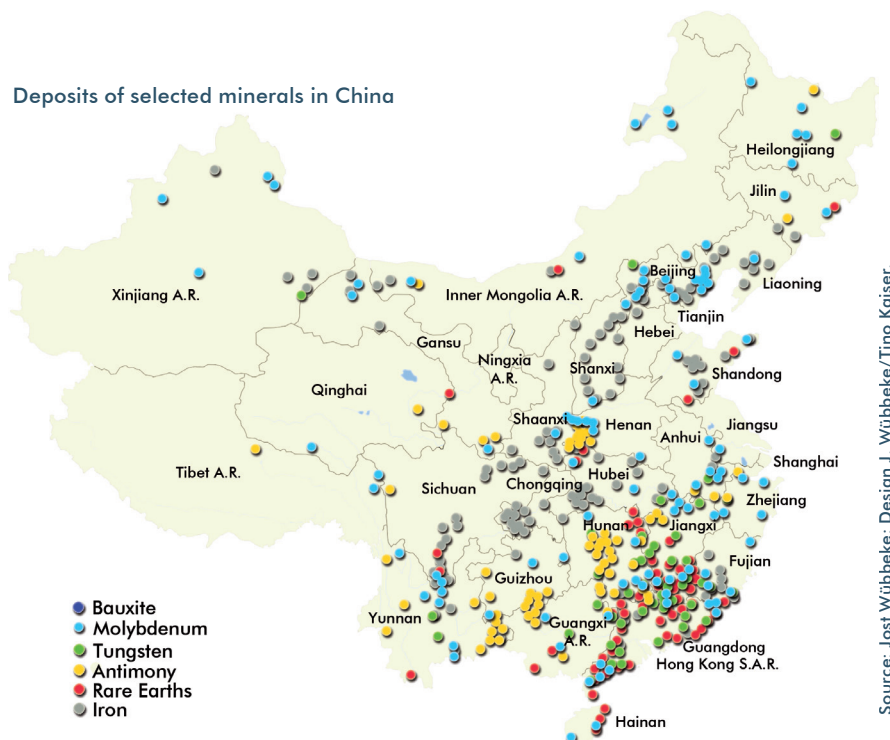 Deposits of selected minerals in China
Heilongjiang
Jilin
Liaoning
Beijing
Tianjin
Hebei
Inner Mongolia A.R.
Xinjiang A.R.
Gansu
Ningxia
A.R.
Shanxi
Shandong
Qinghai
Shaanxi
Henan
Jiangsu
Anhui
Shanghai
Tibet A.R.
Sichuan
Chongqing
Hubei
Zhejiang
Hunan
Jiangxi
Fujian
Guizhou
Yunnan
Guangxi
A.R.
Guangdong
Hong Kong S.A.R.
Hainan
Bauxite
Molybdenum
Tungsten
Antimony
Rare Earths
Iron
Source: Jost Wübbeke; Design J. Wübbeke/Tino Kaiser.